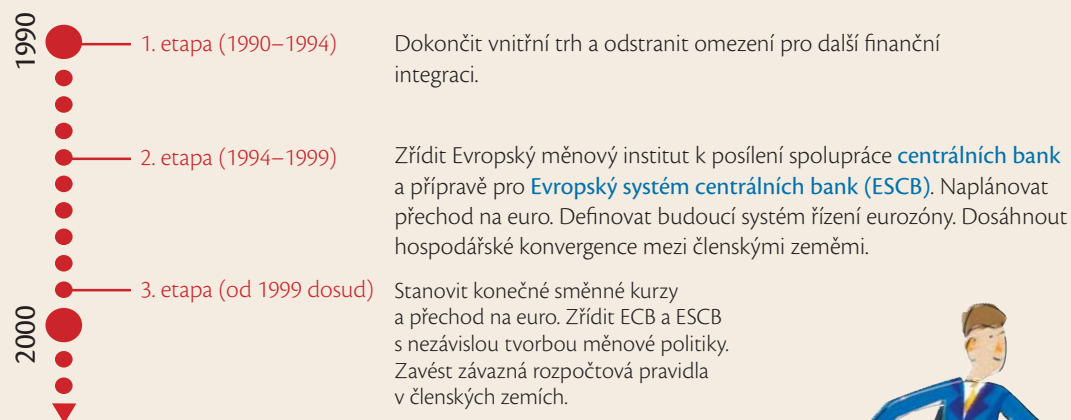 1990
1. etapa (1990–1994)
Dokončit vnitřní trh a odstranit omezení pro další finanční
integraci.
2. etapa (1994–1999)
Zřídit Evropský měnový institut k posílení spolupráce centrálních bank
a přípravě pro Evropský systém centrálních bank (ESCB). Naplánovat
přechod na euro. Definovat budoucí systém řízení eurozóny. Dosáhnout
hospodářské konvergence mezi členskými zeměmi.
3. etapa (od 1999 dosud)
Stanovit konečné směnné kurzy
a přechod na euro. Zřídit ECB a ESCB
s nezávislou tvorbou měnové politiky.
Zavést závazná rozpočtová pravidla
v členských zemích.
2000